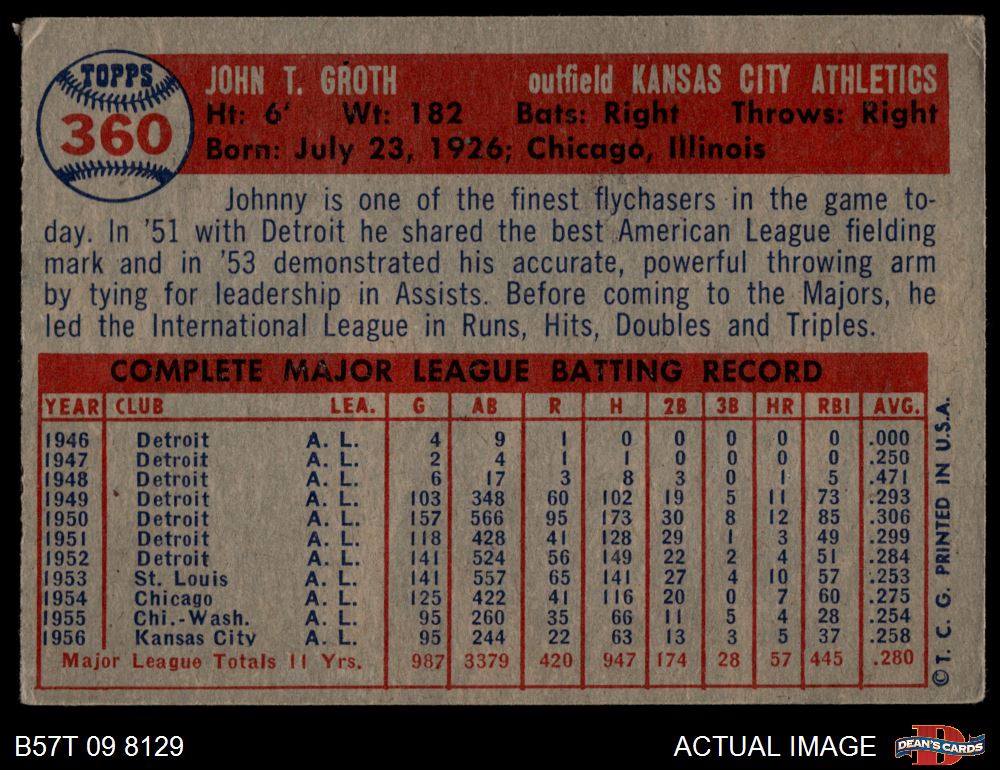 TOPPS
360
JOHN T. GROTH outfield KANSAS CITY ATHLETICS
Ht: 6' Wt: 182 Bats: Right Throws: Right
Born: July 23, 1926; Chicago, Illinois
Johnny is one of the finest flychasers in the game to-
day. In '51 with Detroit he shared the best American League fielding
mark and in '53 demonstrated his accurate, powerful throwing arm
by tying for leadership in Assists. Before coming to the Majors, he
led the International League in Runs, Hits, Doubles and Triples.
COMPLETE MAJOR LEAGUE BATTING RECORD
YEAR CLUB LEA. G AB R H 2B 3B HR RBI AVG.
1946 Detroit A. L. 4 9 1 0 0 0 0 0 .000
1947 Detroit A. L. 2 4 1 1 0 0 0 0 .250
1948 Detroit A. L. 6 17 3 8 3 0 1 5 .471
1949 Detroit A. L. 103 348 60 102 19 5 11 73 .293
1950 Detroit A. L. 157 566 95 173 30 8 12 85 .306
1951 Detroit A. L. 118 428 41 128 29 1 3 49 .299
1952 Detroit A. L. 141 524 56 149 22 2 4 51 .284
1953 St. Louis A. L. 141 557 65 141 27 4 10 57 .253
1954 Chicago A. L. 125 422 41 116 20 0 7 60 .275
1955 Chi.-Wash. A. L. 95 260 35 66 11 5 4 28 .254
1956 Kansas City A. L. 95 244 22 63 13 3 5 37 .258
Major League Totals 11 Yrs. 987 3379 420 947 174 28 57 445 .280
© T. C. G. PRINTED IN U.S.A.
B57T 09 8129
ACTUAL IMAGE
D
DEAN'S CARDS